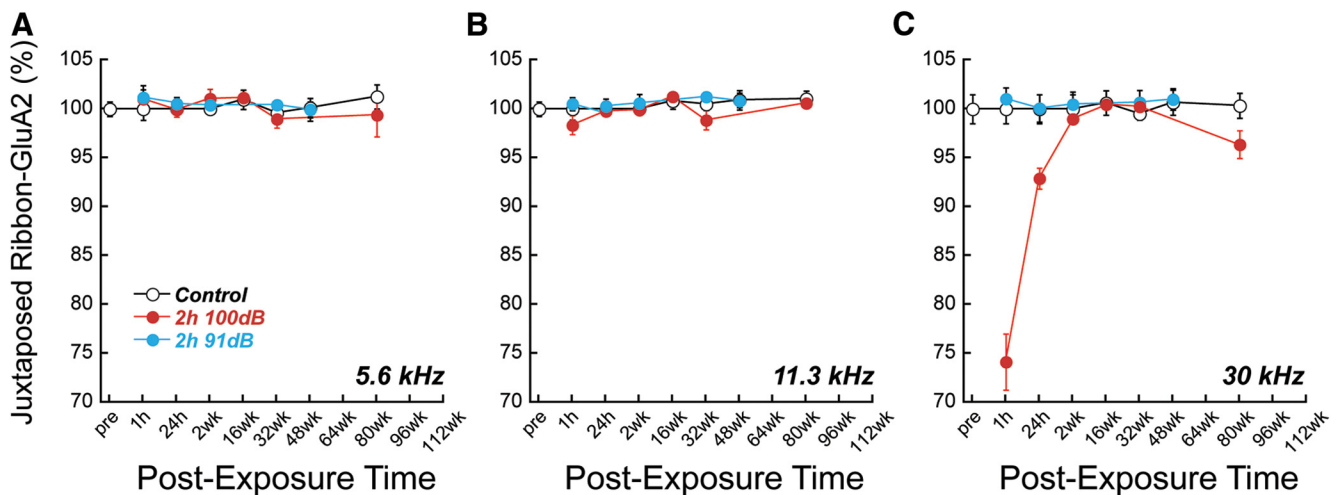 A
B
C
Juxtaposed Ribbon-GluA2 (%)
105
100
95
90
85
80
75
70
Control
2h 100dB
2h 91dB
5.6 kHz
pre 1h 24h 2wk 16wk 32wk 48wk 64wk 80wk 96wk 112wk
Post-Exposure Time
105
100
95
90
85
80
75
70
11.3 kHz
pre 1h 24h 2wk 16wk 32wk 48wk 64wk 80wk 96wk 112wk
Post-Exposure Time
105
100
95
90
85
80
75
70
30 kHz
pre 1h 24h 2wk 16wk 32wk 48wk 64wk 80wk 96wk 112wk
Post-Exposure Time